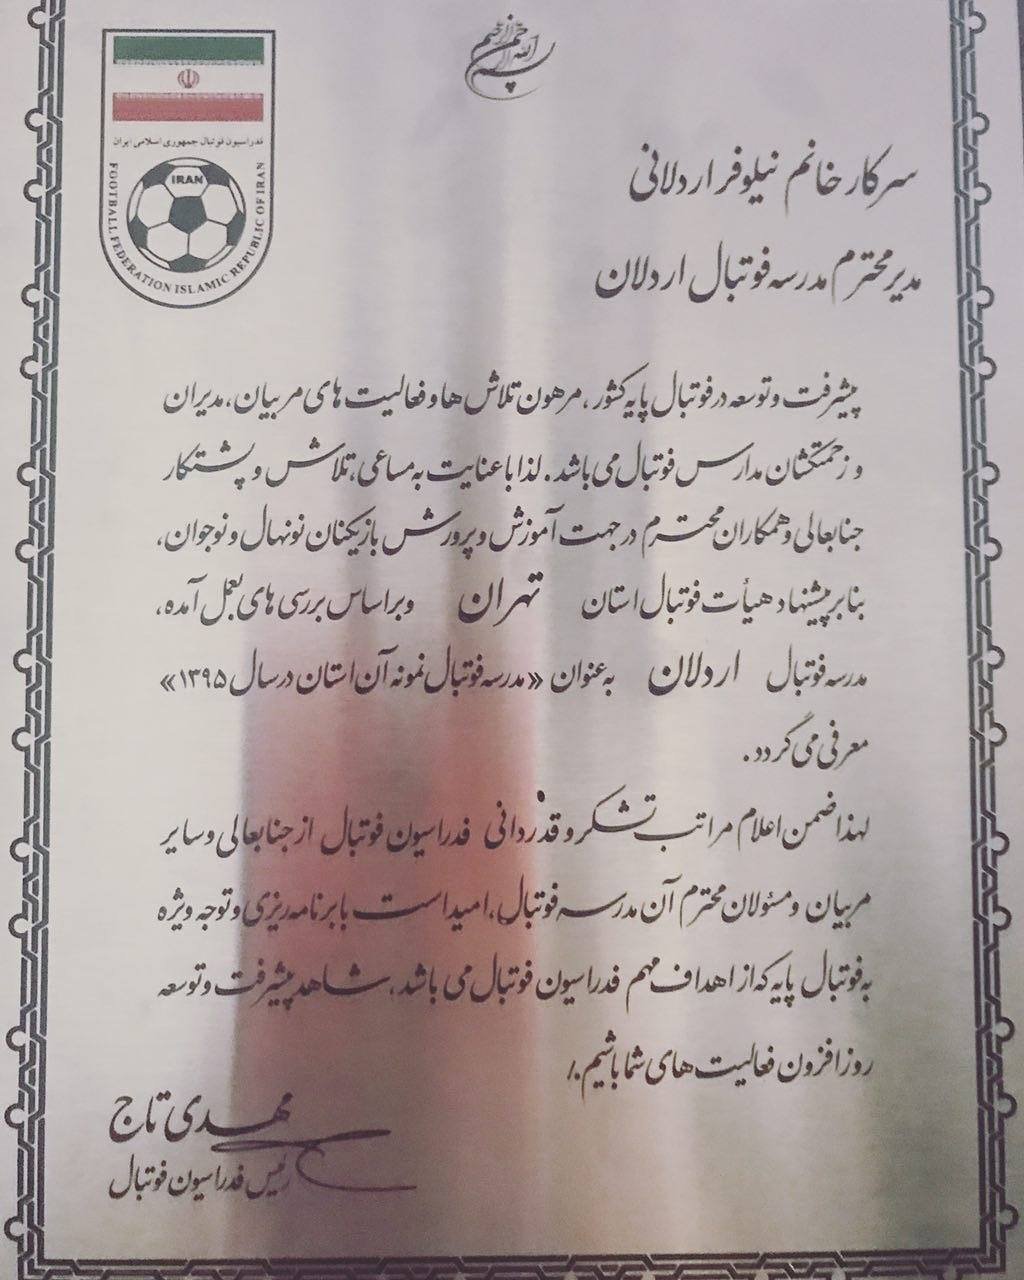 بسم الله الرحمن الرحیم
فدراسیون فوتبال جمهوری اسلامی ایران
IRAN
FOOTBALL FEDERATION ISLAMIC REPUBLIC OF IRAN
سرکار خانم نیلوفر اردلانی
مدیر محترم مدرسه فوتبال اردلان
پیشرفت و توسعه در فوتبال پایه کشور، مرهون تلاش ها و فعالیت های مربیان، مدیران
و زحمتکشان مدارس فوتبال می باشد. لذا با عنایت به مساعی، تلاش و پشتکار
جنابعالی و همکاران محترم در جهت آموزش و پرورش بازیکنان نونهال و نوجوان،
بنا بر پیشنهاد هیأت فوتبال استان تهران و بر اساس بررسی های بعمل آمده،
مدرسه فوتبال اردلان به عنوان «مدرسه فوتبال نمونه آن استان در سال ۱۳۹۵»
معرفی می گردد.
لهذا ضمن اعلام مراتب تشکر و قدردانی فدراسیون فوتبال از جنابعالی و سایر
مربیان و مسئولان محترم آن مدرسه فوتبال، امید است با برنامه ریزی و توجه ویژه
به فوتبال پایه که از اهداف مهم فدراسیون فوتبال می باشد، شاهد پیشرفت و توسعه
روز افزون فعالیت های شما باشیم./
مهدی تاج
رئیس فدراسیون فوتبال